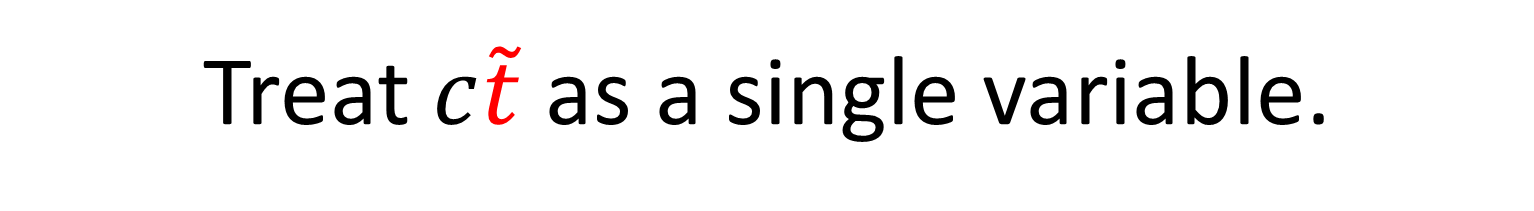 Treat ct̃ as a single variable.